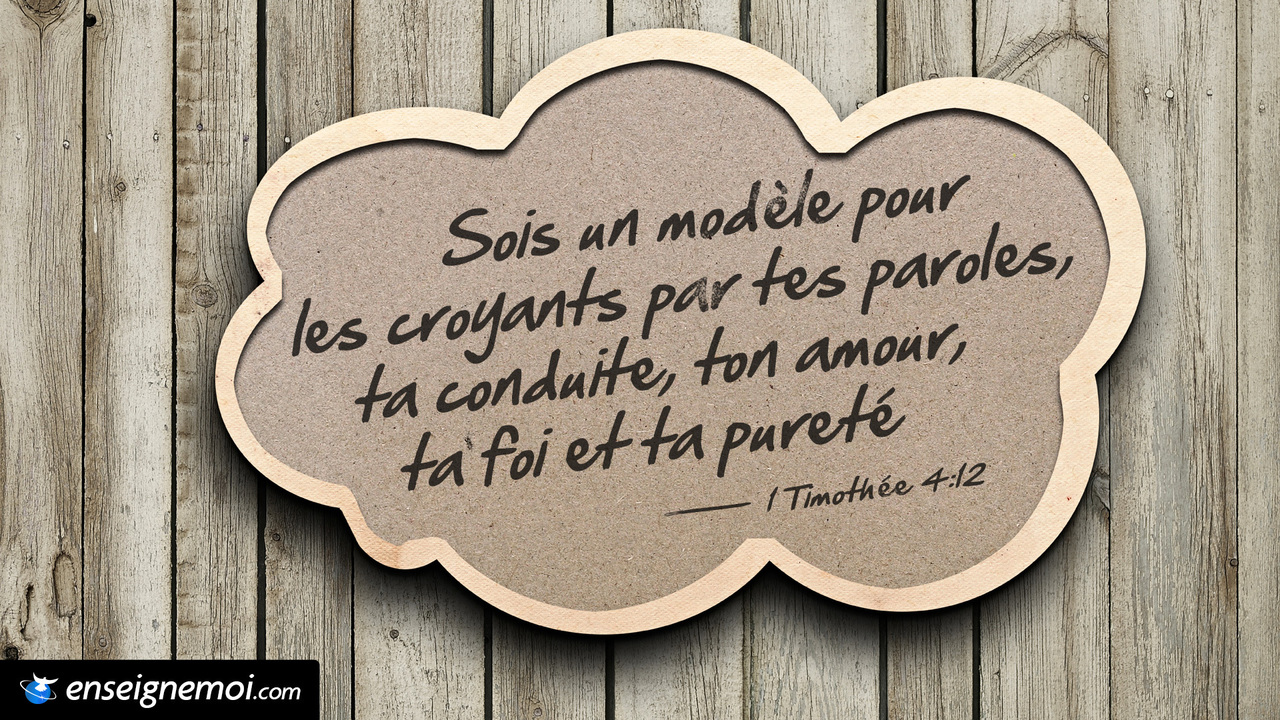 Sois un modèle pour
les croyants par tes paroles,
ta conduite, ton amour,
ta foi et ta pureté
1 Timothée 4:12
enseignemoi.com